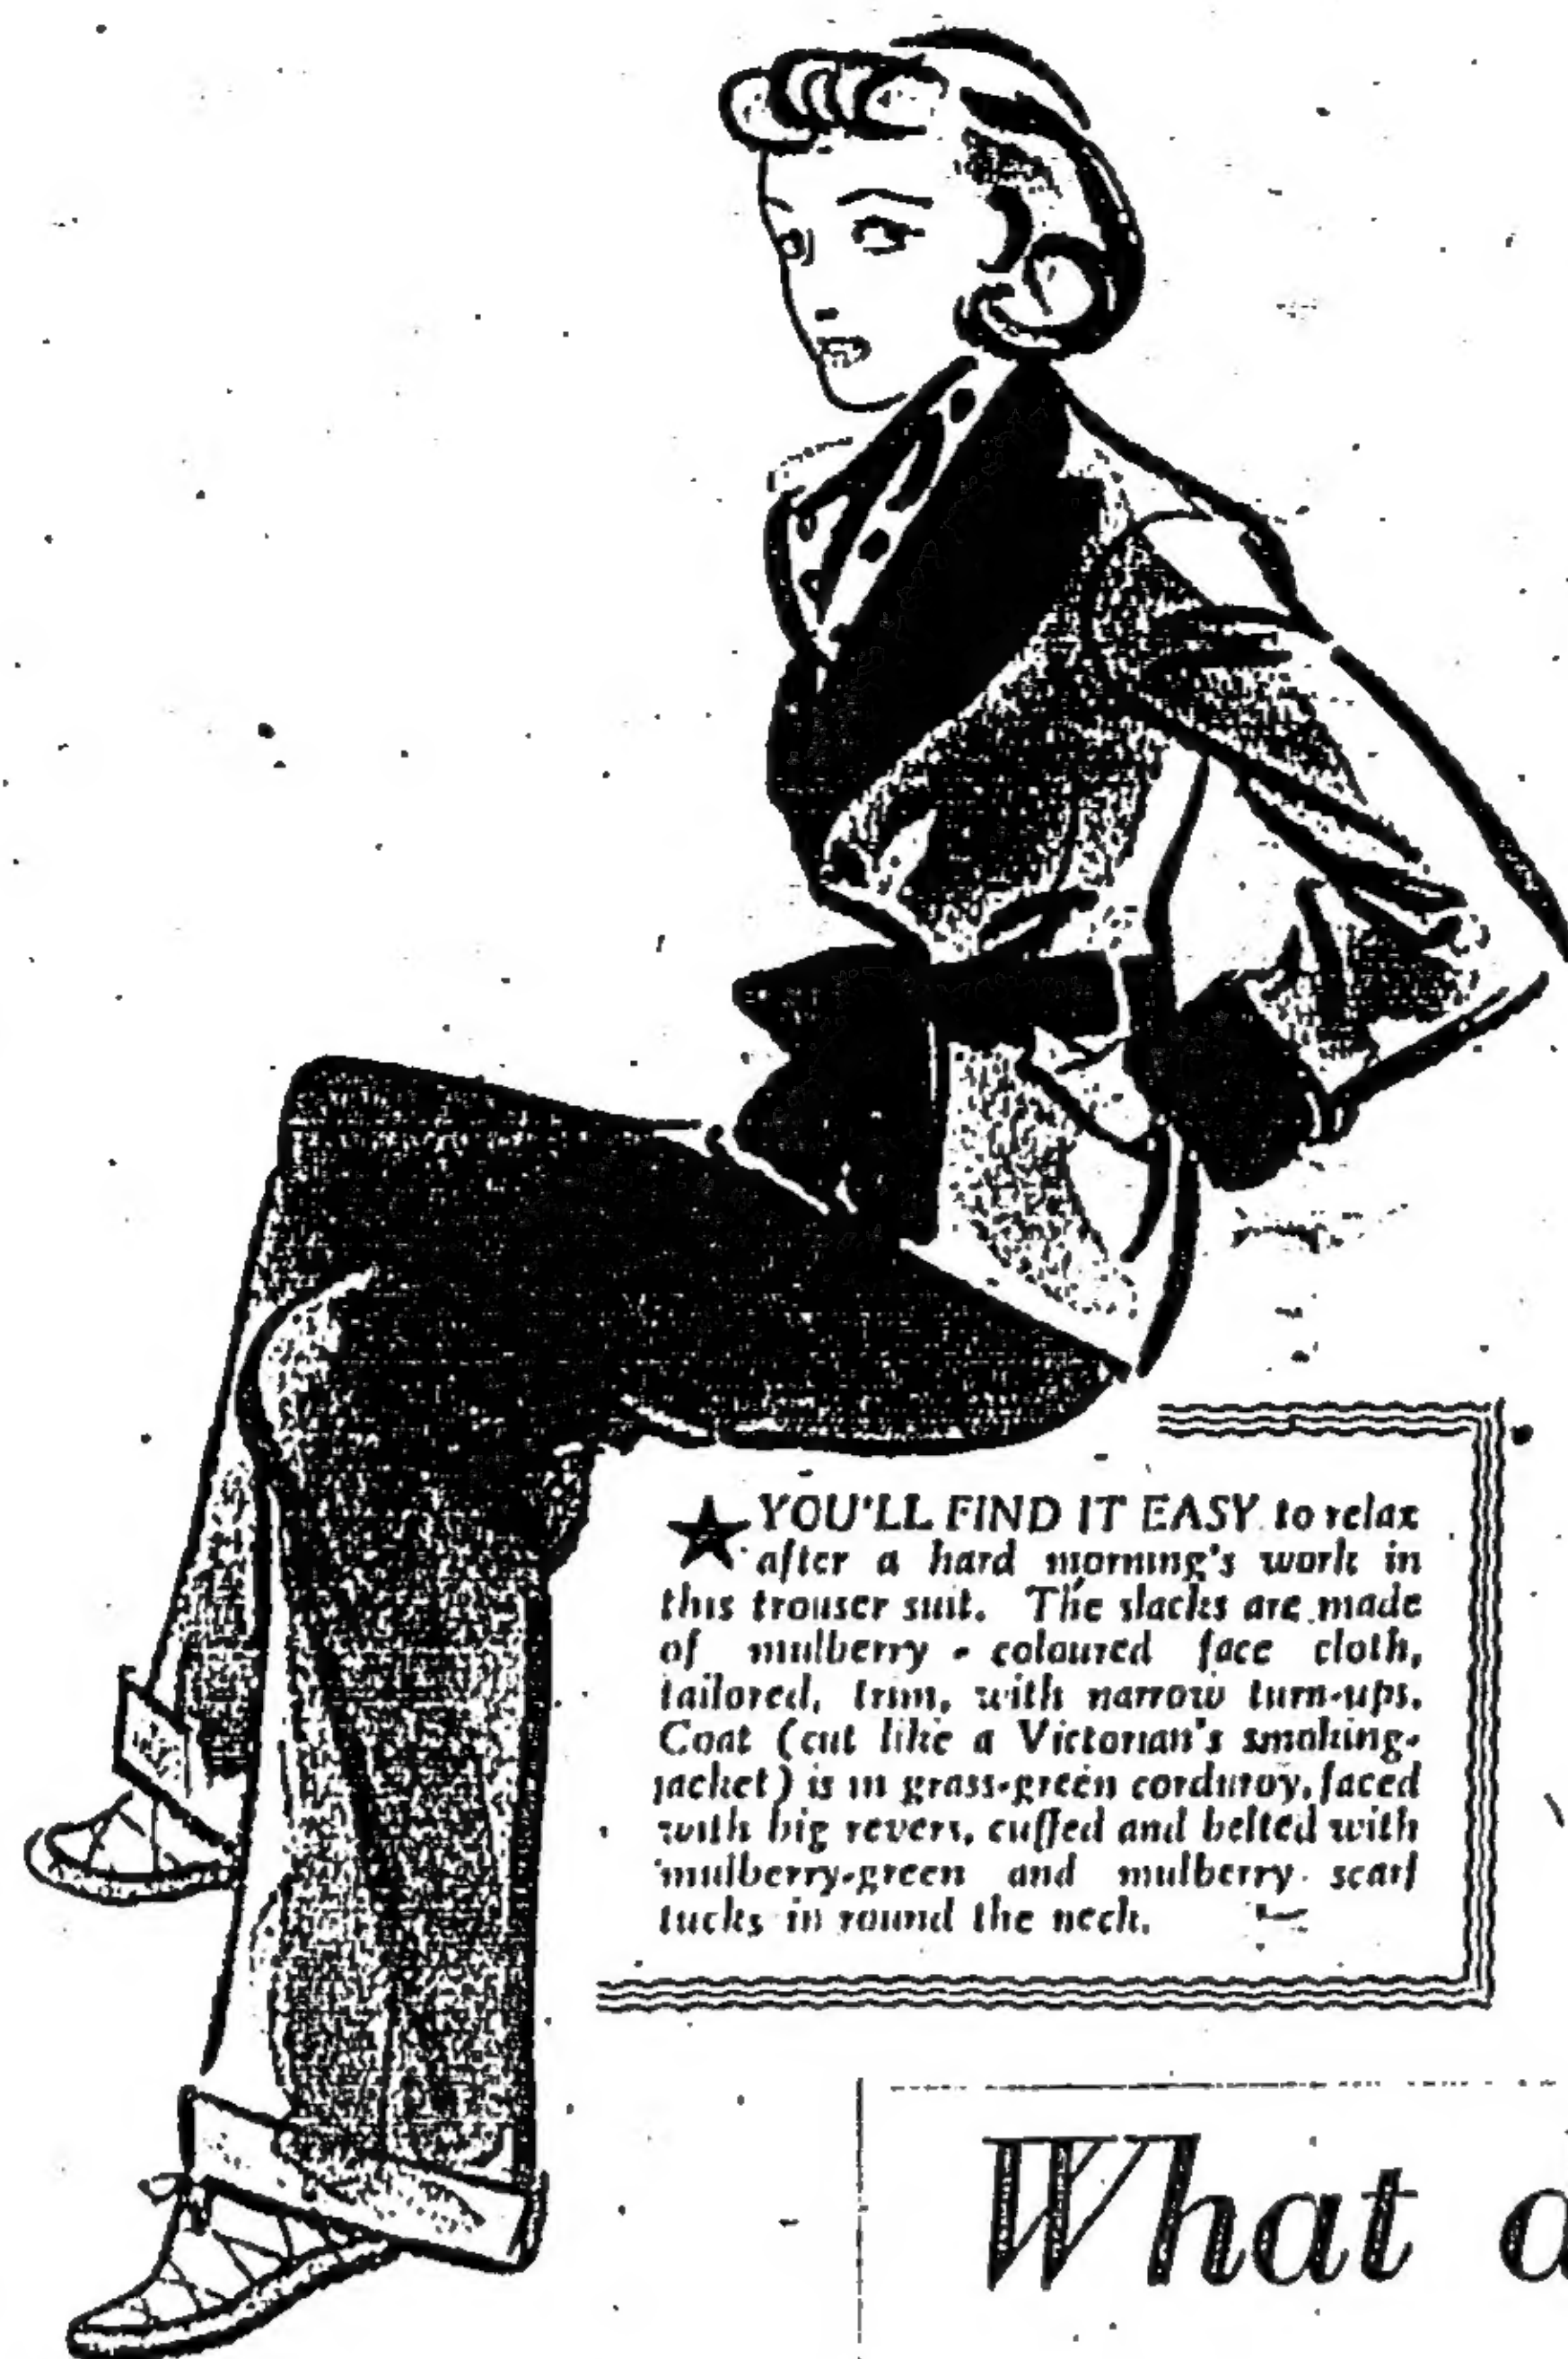 ★ YOU'LL FIND IT EASY to relax
after a hard morning's work in
this trouser suit. The slacks are made
of mulberry - coloured face cloth,
tailored, trim, with narrow turn-ups.
Coat (cut like a Victorian's smoking-
jacket) is in grass-green corduroy, faced
with big revers, cuffed and belted with
mulberry-green and mulberry scarf
tucks in round the neck.
What